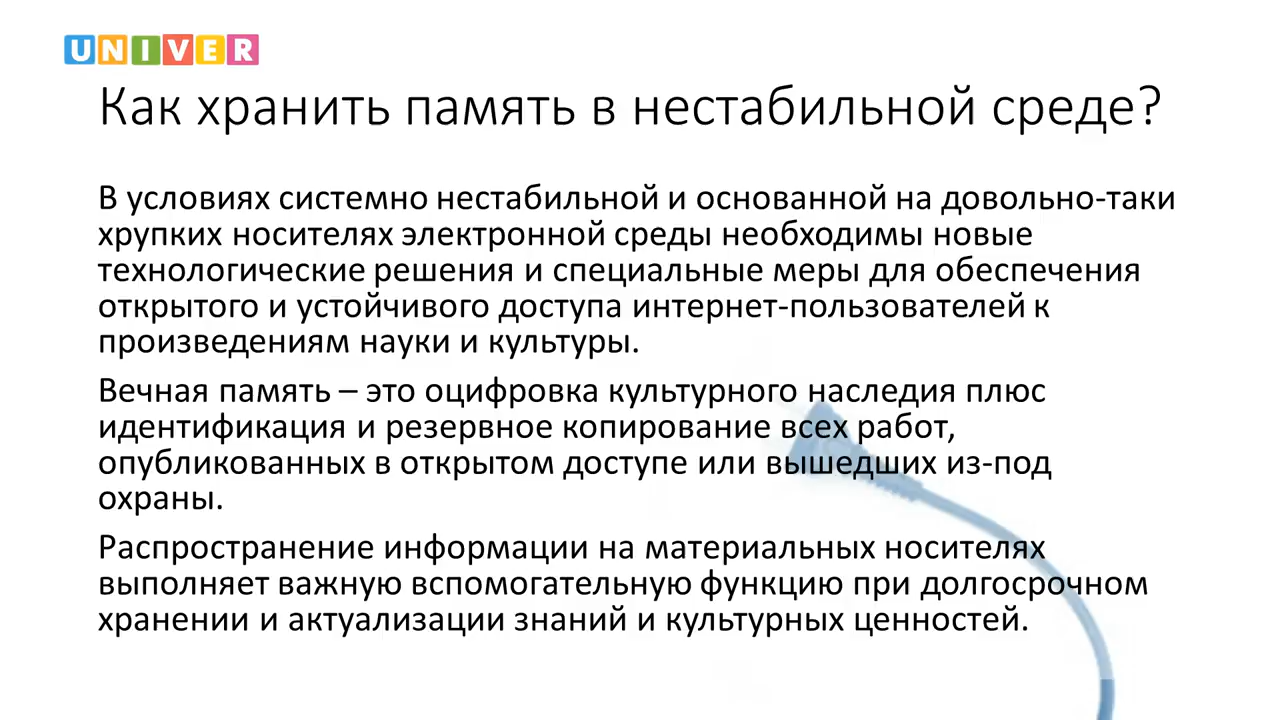 UNIVER
Как хранить память в нестабильной среде?
В условиях системно нестабильной и основанной на довольно-таки
хрупких носителях электронной среды необходимы новые
технологические решения и специальные меры для обеспечения
открытого и устойчивого доступа интернет-пользователей к
произведениям науки и культуры.
Вечная память – это оцифровка культурного наследия плюс
идентификация и резервное копирование всех работ,
опубликованных в открытом доступе или вышедших из-под
охраны.
Распространение информации на материальных носителях
выполняет важную вспомогательную функцию при долгосрочном
хранении и актуализации знаний и культурных ценностей.